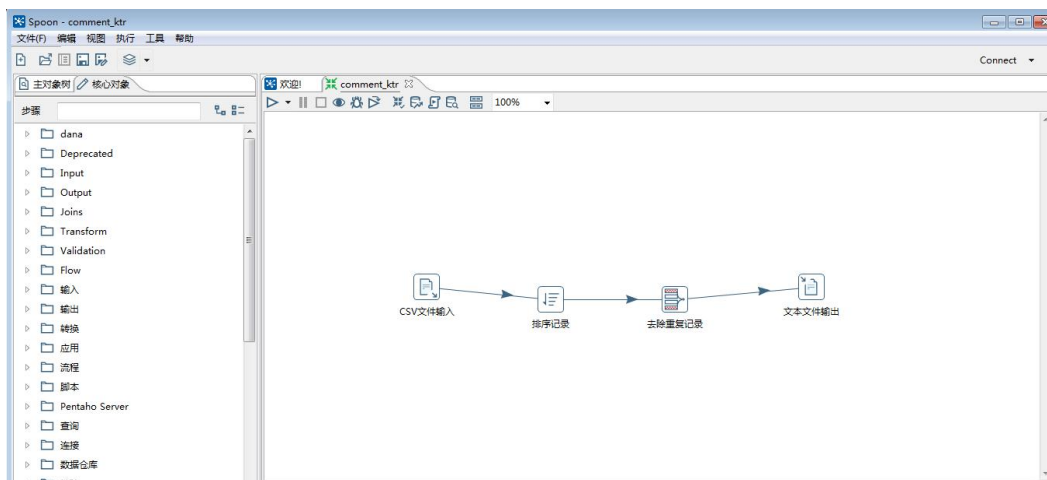 Spoon - comment_ktr
文件(F) 编辑 视图 执行 工具 帮助
Connect
主对象树 核心对象
欢迎! comment_ktr
步骤
100%
dana
Deprecated
Input
Output
Joins
Transform
Validation
Flow
输入
输出
转换
应用
流程
脚本
Pentaho Server
查询
连接
数据仓库
CSV文件输入
排序记录
去除重复记录
文本文件输出